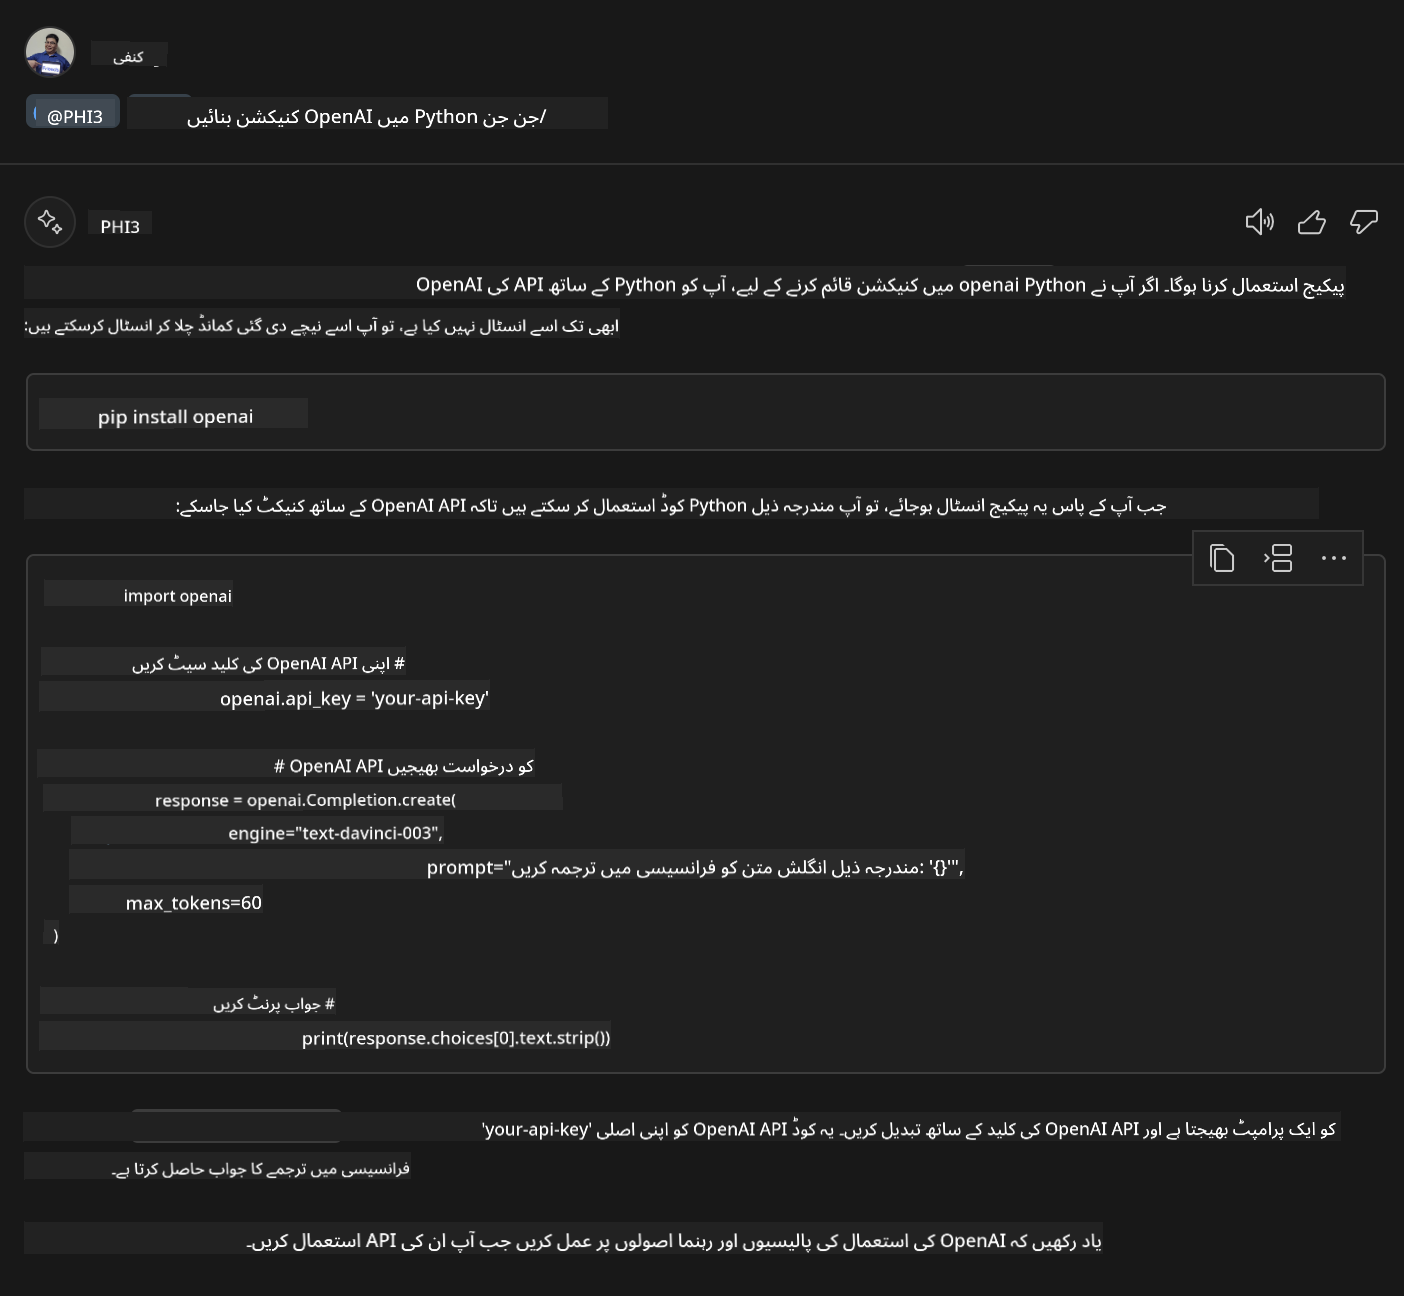 كنفى _
@PHI3 /جن جن Python میں OpenAI کنیکشن بنائیں
PHI3
OpenAI کی API کے ساتھ Python میں کنیکشن قائم کرنے کے لیے، آپ کو openai Python پیکیج استعمال کرنا ہوگا۔ اگر آپ نے
ابھی تک اسے انسٹال نہیں کیا ہے، تو آپ اسے نیچے دی گئی کمانڈ چلا کر انسٹال کرسکتے ہیں:
pip install openai
جب آپ کے پاس یہ پیکیج انسٹال ہوجائے، تو آپ مندرجہ ذیل Python کوڈ استعمال کر سکتے ہیں تاکہ OpenAI API کے ساتھ کنیکٹ کیا جاسکے:
import openai
# اپنی OpenAI API کی کلید سیٹ کریں
openai.api_key = 'your-api-key'
# OpenAI API کو درخواست بھیجیں
response = openai.Completion.create(
engine="text-davinci-003",
prompt="مندرجہ ذیل انگلش متن کو فرانسیسی میں ترجمہ کریں: '{}'",
max_tokens=60
)
# جواب پرنٹ کریں
print(response.choices[0].text.strip())
'your-api-key' کو اپنی اصلی OpenAI API کی کلید کے ساتھ تبدیل کریں۔ یہ کوڈ OpenAI API کو ایک پرامپٹ بھیجتا ہے اور
فرانسیسی میں ترجمے کا جواب حاصل کرتا ہے۔
یاد رکھیں کہ OpenAI کی استعمال کی پالیسیوں اور رہنما اصولوں پر عمل کریں جب آپ ان کی API استعمال کریں۔